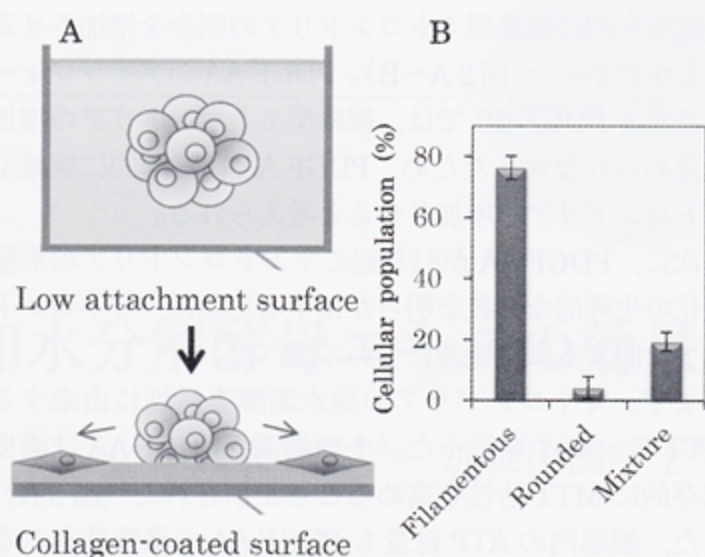 A
Low attachment surface
Collagen-coated surface
B
Cellular population (%)
80
60
40
20
0
Filamentous
Rounded
Mixture